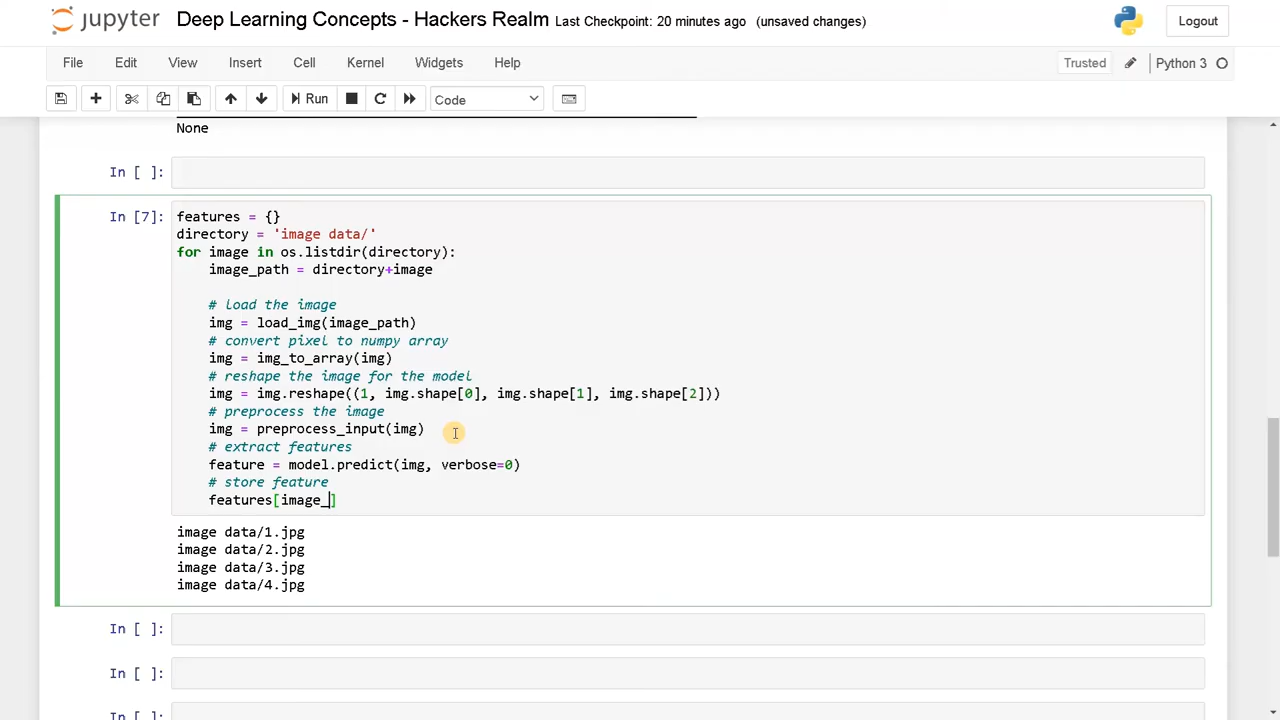 jupyter Deep Learning Concepts - Hackers Realm Last Checkpoint: 20 minutes ago (unsaved changes) Logout
File Edit View Insert Cell Kernel Widgets Help Trusted Python 3
Run Code
None
In [ ]:
In [7]: features = {}
directory = 'image data/'
for image in os.listdir(directory):
    image_path = directory+image
    # load the image
    img = load_img(image_path)
    # convert pixel to numpy array
    img = img_to_array(img)
    # reshape the image for the model
    img = img.reshape((1, img.shape[0], img.shape[1], img.shape[2]))
    # preprocess the image
    img = preprocess_input(img)
    # extract features
    feature = model.predict(img, verbose=0)
    # store feature
    features[image_]
image data/1.jpg
image data/2.jpg
image data/3.jpg
image data/4.jpg
In [ ]:
In [ ]:
In [ ]: